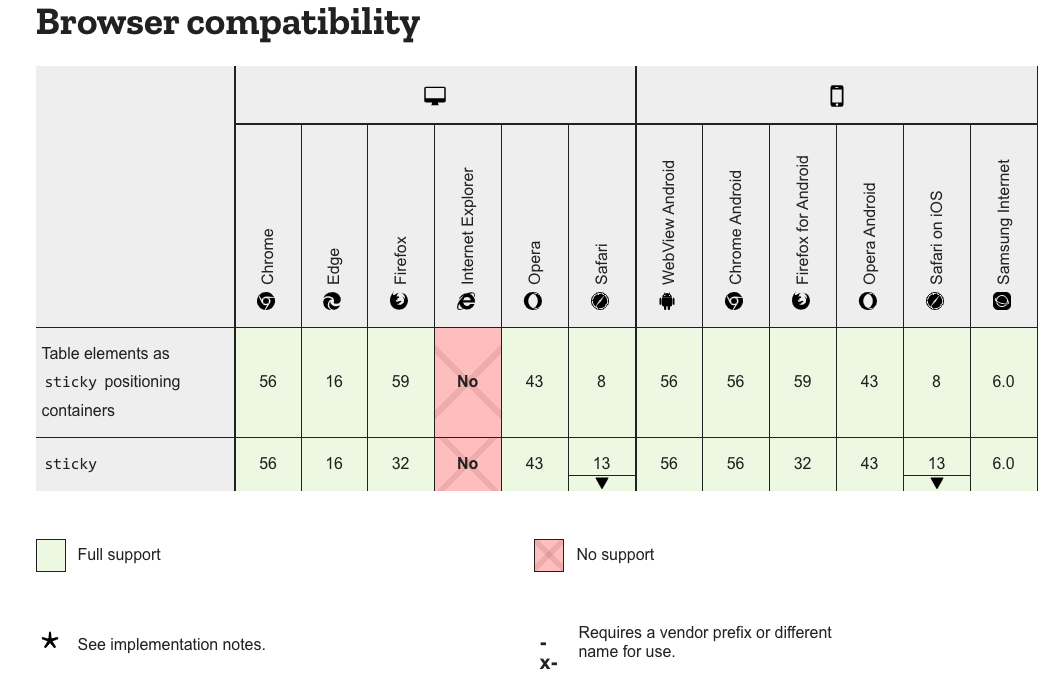 Browser compatibility
Chrome
Edge
Firefox
Internet Explorer
Opera
Safari
WebView Android
Chrome Android
Firefox for Android
Opera Android
Safari on iOS
Samsung Internet
Table elements as
sticky positioning
containers
56 16 59 No 43 8 56 56 59 43 8 6.0
sticky 56 16 32 No 43 13 56 56 32 43 13 6.0
▼ ▼
Full support
No support
* See implementation notes.
-
x-
Requires a vendor prefix or different
name for use.